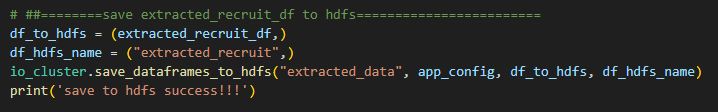 # ##========save extracted_recruit_df to hdfs========================
df_to_hdfs = (extracted_recruit_df,)
df_hdfs_name = ("extracted_recruit",)
io_cluster.save_dataframes_to_hdfs("extracted_data", app_config, df_to_hdfs, df_hdfs_name)
print('save to hdfs success!!!')